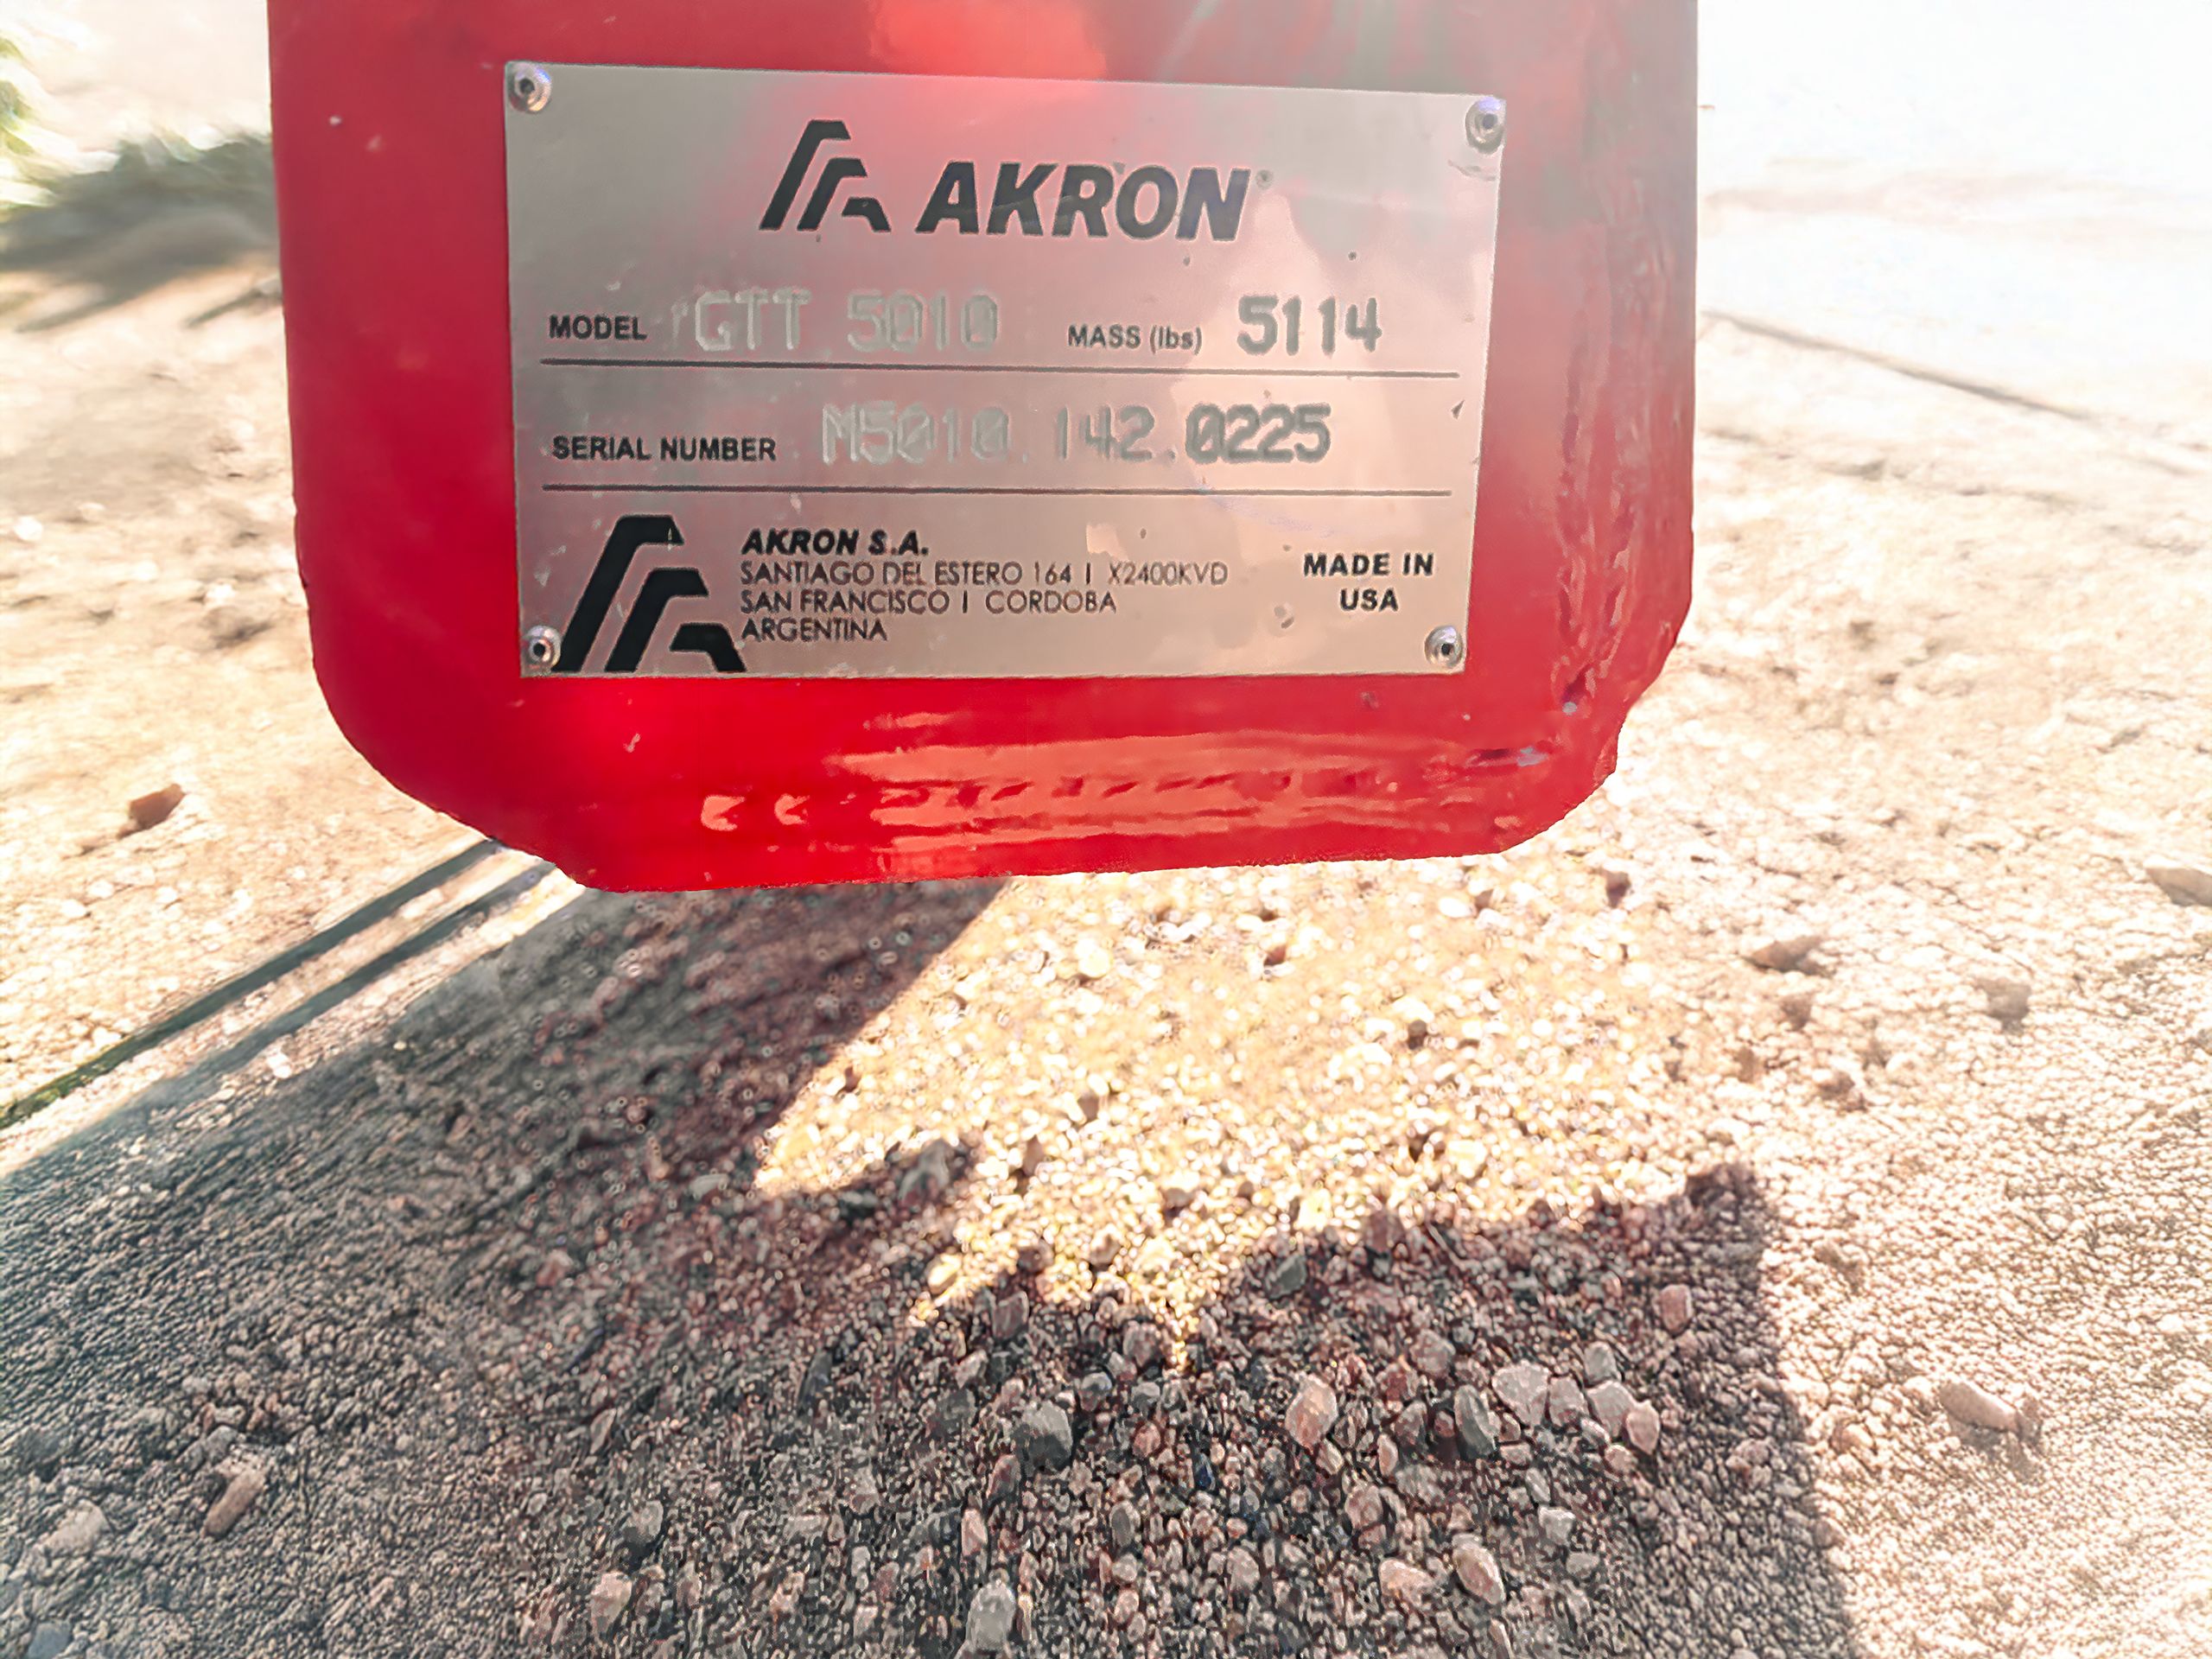 AKRON
MODEL GTT 5010 MASS (lbs) 5114
SERIAL NUMBER M5010.142.0225
AKRON S.A.
SANTIAGO DEL ESTERO 164 | X2400KVD
SAN FRANCISCO | CORDOBA
ARGENTINA
MADE IN
USA